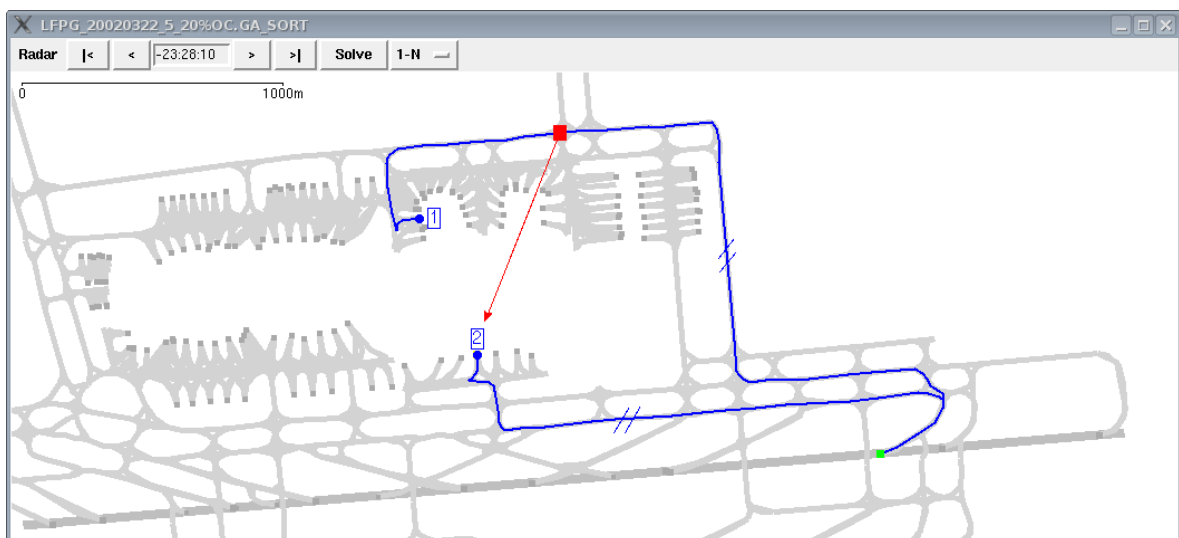 LFPG_20020322_5_20%OC.GA_SORT
Radar |< < -23:28:10 > >| Solve 1-N
0 1000m
1
2